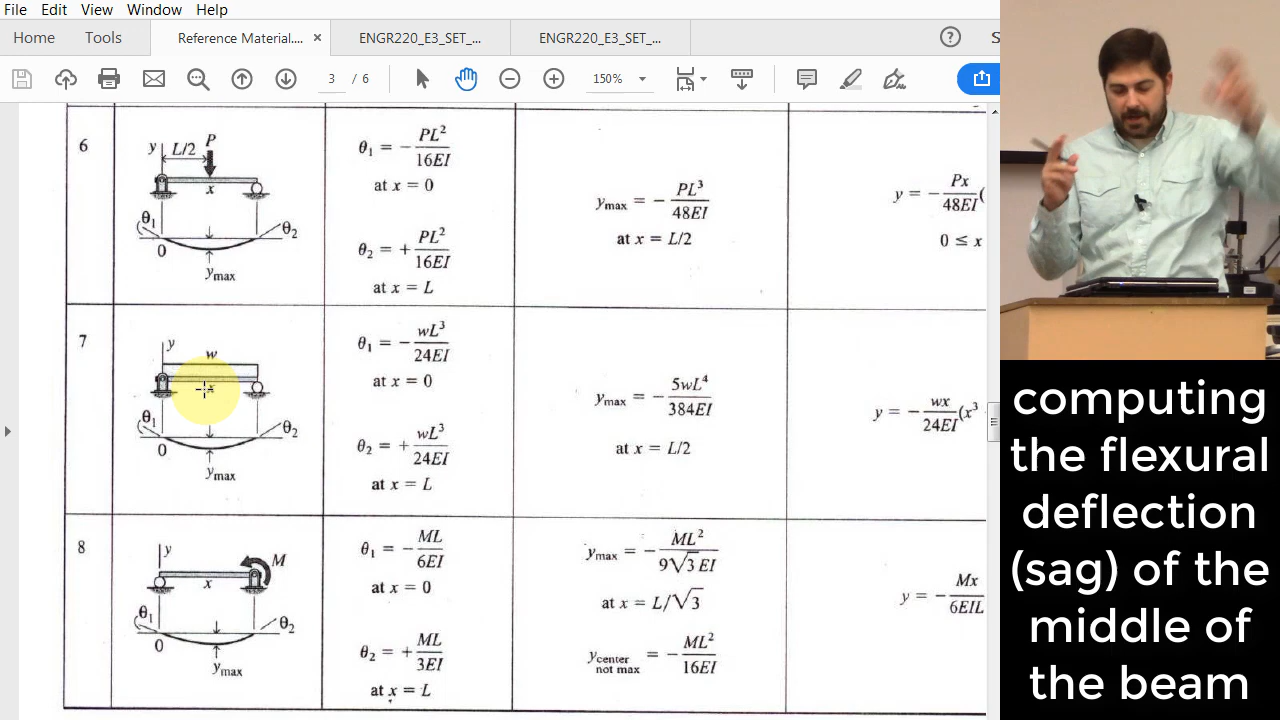 File Edit View Window Help
Home Tools Reference Material.... × ENGR220_E3_SET_... ENGR220_E3_SET_... ? S
3 / 6 150%
6
P
y L/2
x
θ1 θ2
0
ymax
θ1 = − PL²/16EI
at x = 0
θ2 = + PL²/16EI
at x = L
ymax = − PL³/48EI
at x = L/2
y = − Px/48EI(
0 ≤ x
7
y
w
x
θ1 θ2
0
ymax
θ1 = − wL³/24EI
at x = 0
θ2 = + wL³/24EI
at x = L
ymax = − 5wL⁴/384EI
at x = L/2
y = − wx/24EI(x³
8
y
M
x
θ1 θ2
0
ymax
θ1 = − ML/6EI
at x = 0
θ2 = + ML/3EI
at x = L
ymax = − ML²/9√3EI
at x = L/√3
ycenter not max = − ML²/16EI
y = − Mx/6EIL
computing
the flexural
deflection
(sag) of the
middle of
the beam